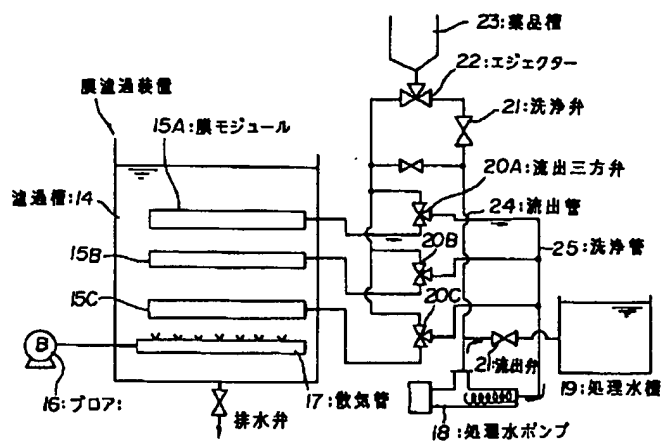 23:薬品槽
22:エジェクター
膜濾過装置
21:洗浄弁
15A:膜モジュール
20A:流出三方弁
濾過槽:14
24:流出管
20B
25:洗浄管
15B
20C
15C
B
21:流出弁
19:処理水槽
16:ブロア:
17:散気管
排水弁
18:処理水ポンプ